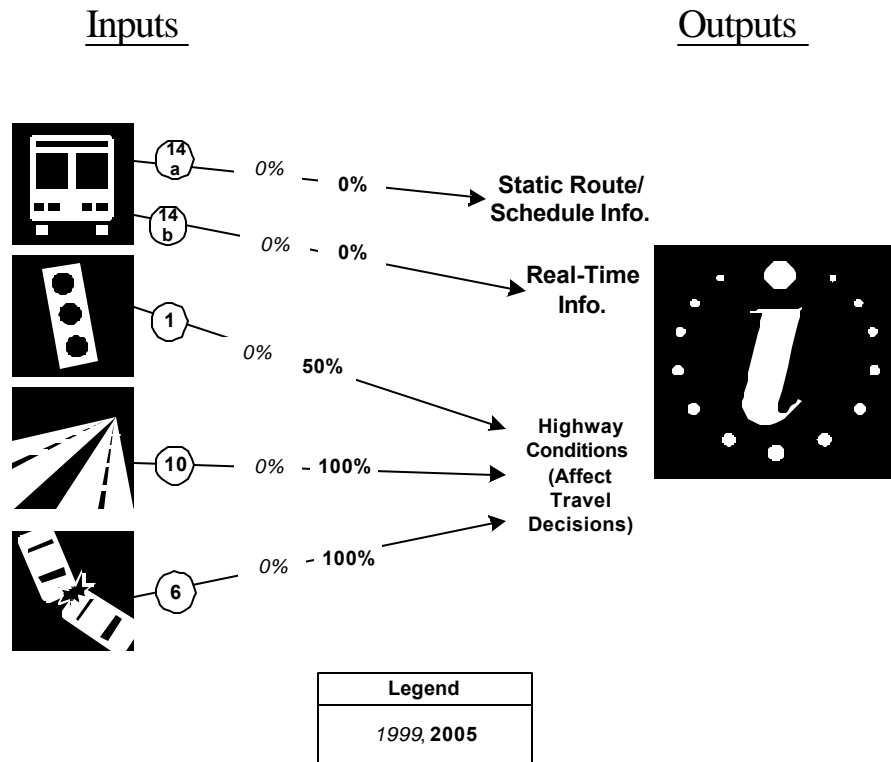 Inputs
Outputs
14
a
0%
0%
Static Route/
Schedule Info.
14
b
0%
0%
Real-Time
Info.
1
0%
50%
Highway
Conditions
(Affect
Travel
Decisions)
10
0%
100%
6
0%
100%
i
Legend
1999, 2005